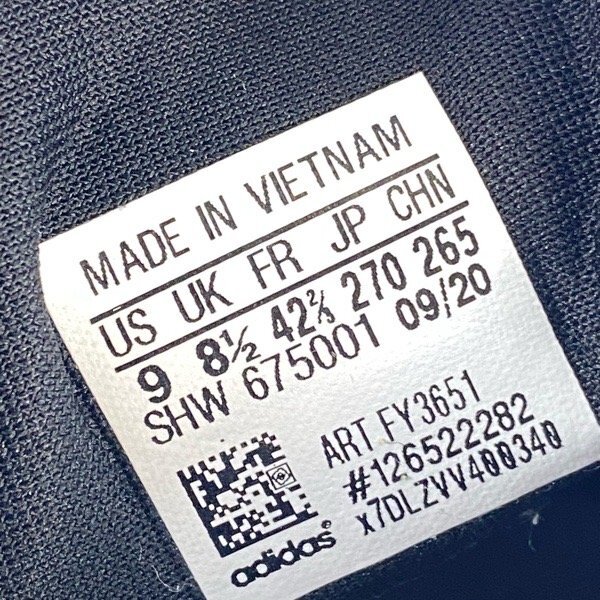 MADE IN VIETNAM
US UK FR JP CHN
9 8½ 42⅔ 270 265
SHW 675001 09/20
ART FY3651
#126522282
x7DLZVV400340
adidas®